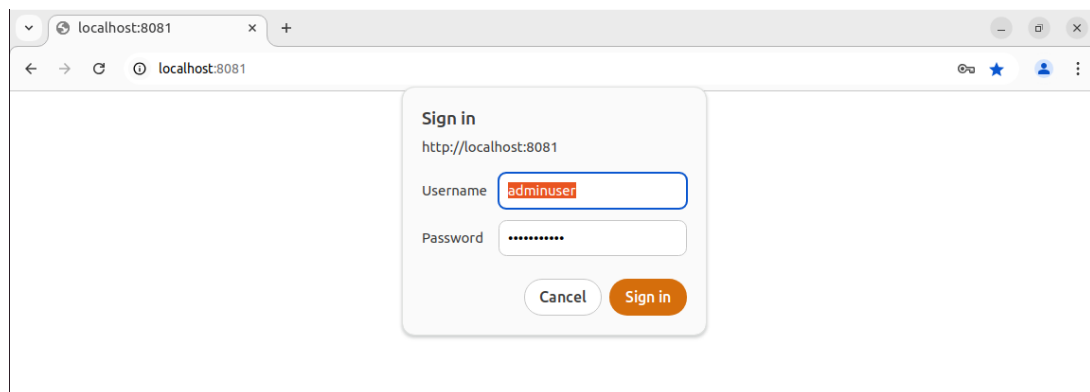 localhost:8081
localhost:8081
Sign in
http://localhost:8081
Username adminuser
Password •••••••••••
Cancel Sign in